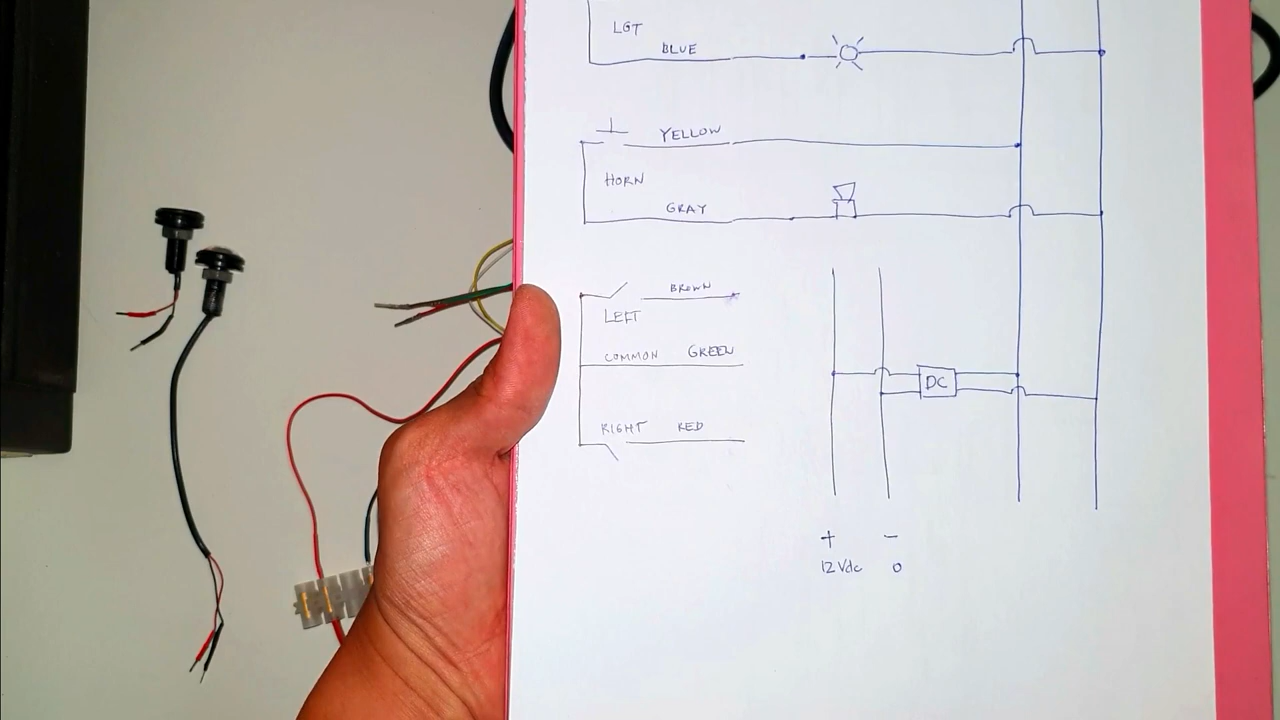 LGT
BLUE
YELLOW
HORN
GRAY
BROWN
LEFT
COMMON GREEN
DC
RIGHT RED
+ -
12Vdc 0